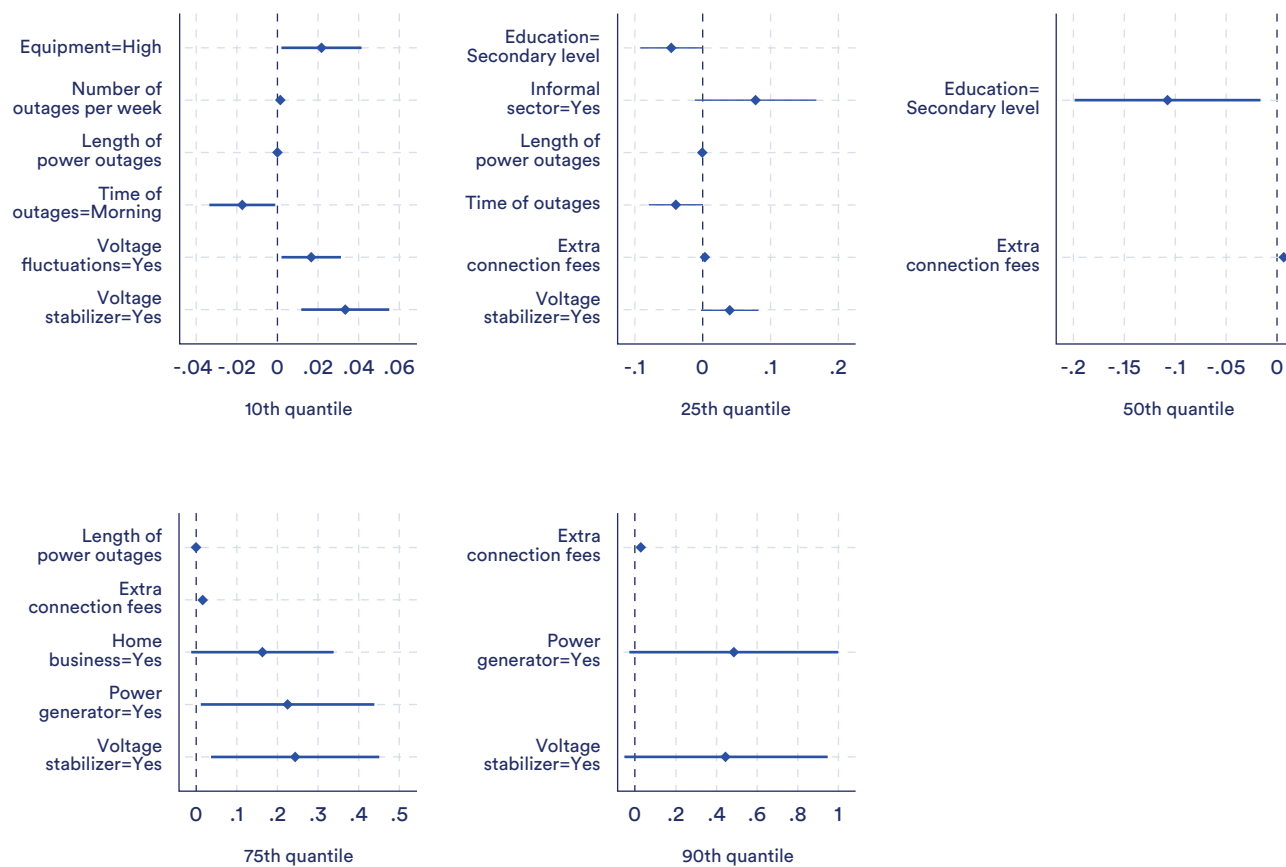 Equipment=High
Number of
outages per week
Length of
power outages
Time of
outages=Morning
Voltage
fluctuations=Yes
Voltage
stabilizer=Yes
-.04 -.02 0 .02 .04 .06
10th quantile
Education=
Secondary level
Informal
sector=Yes
Length of
power outages
Time of outages
Extra
connection fees
Voltage
stabilizer=Yes
-.1 0 .1 .2
25th quantile
Education=
Secondary level
Extra
connection fees
-.2 -.15 -.1 -.05 0
50th quantile
Length of
power outages
Extra
connection fees
Home
business=Yes
Power
generator=Yes
Voltage
stabilizer=Yes
0 .1 .2 .3 .4 .5
75th quantile
Extra
connection fees
Power
generator=Yes
Voltage
stabilizer=Yes
0 .2 .4 .6 .8 1
90th quantile